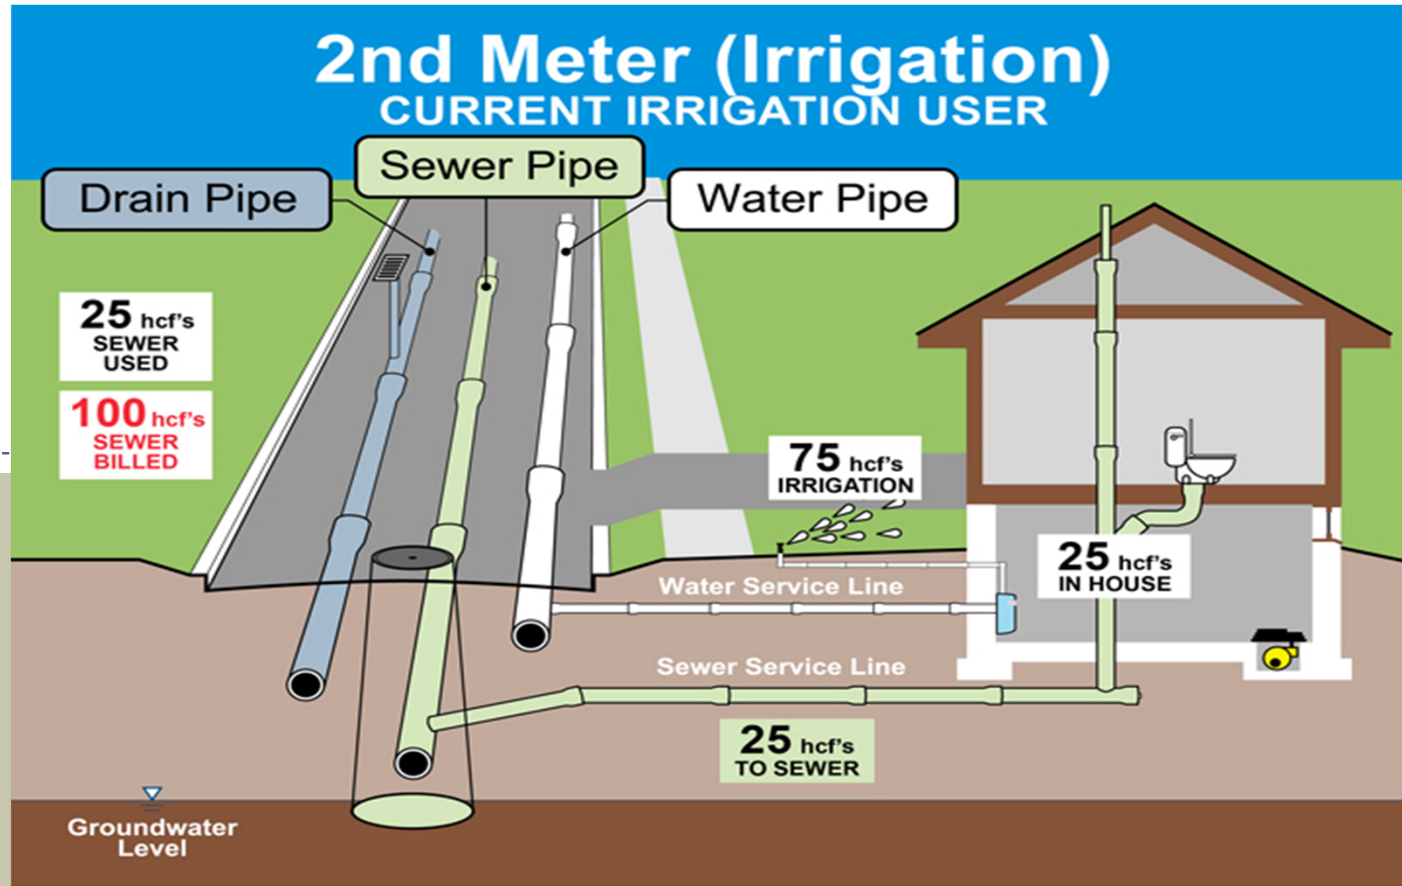 2nd Meter (Irrigation)
CURRENT IRRIGATION USER
Sewer Pipe
Drain Pipe
Water Pipe
25 hcf's
SEWER
USED
100 hcf's
SEWER
BILLED
75 hcf's
IRRIGATION
25 hcf's
IN HOUSE
Water Service Line
Sewer Service Line
25 hcf's
TO SEWER
Groundwater
Level